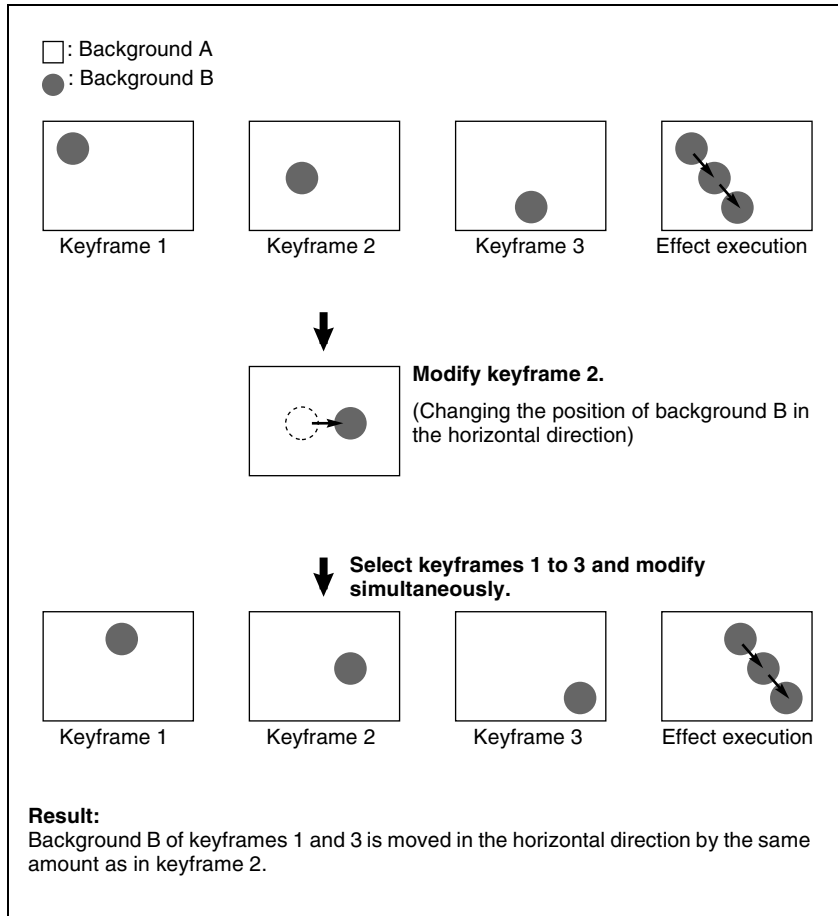 : Background A
: Background B
Keyframe 1
Keyframe 2
Keyframe 3
Effect execution
Modify keyframe 2.
(Changing the position of background B in
the horizontal direction)
Select keyframes 1 to 3 and modify
simultaneously.
Keyframe 1
Keyframe 2
Keyframe 3
Effect execution
Result:
Background B of keyframes 1 and 3 is moved in the horizontal direction by the same
amount as in keyframe 2.